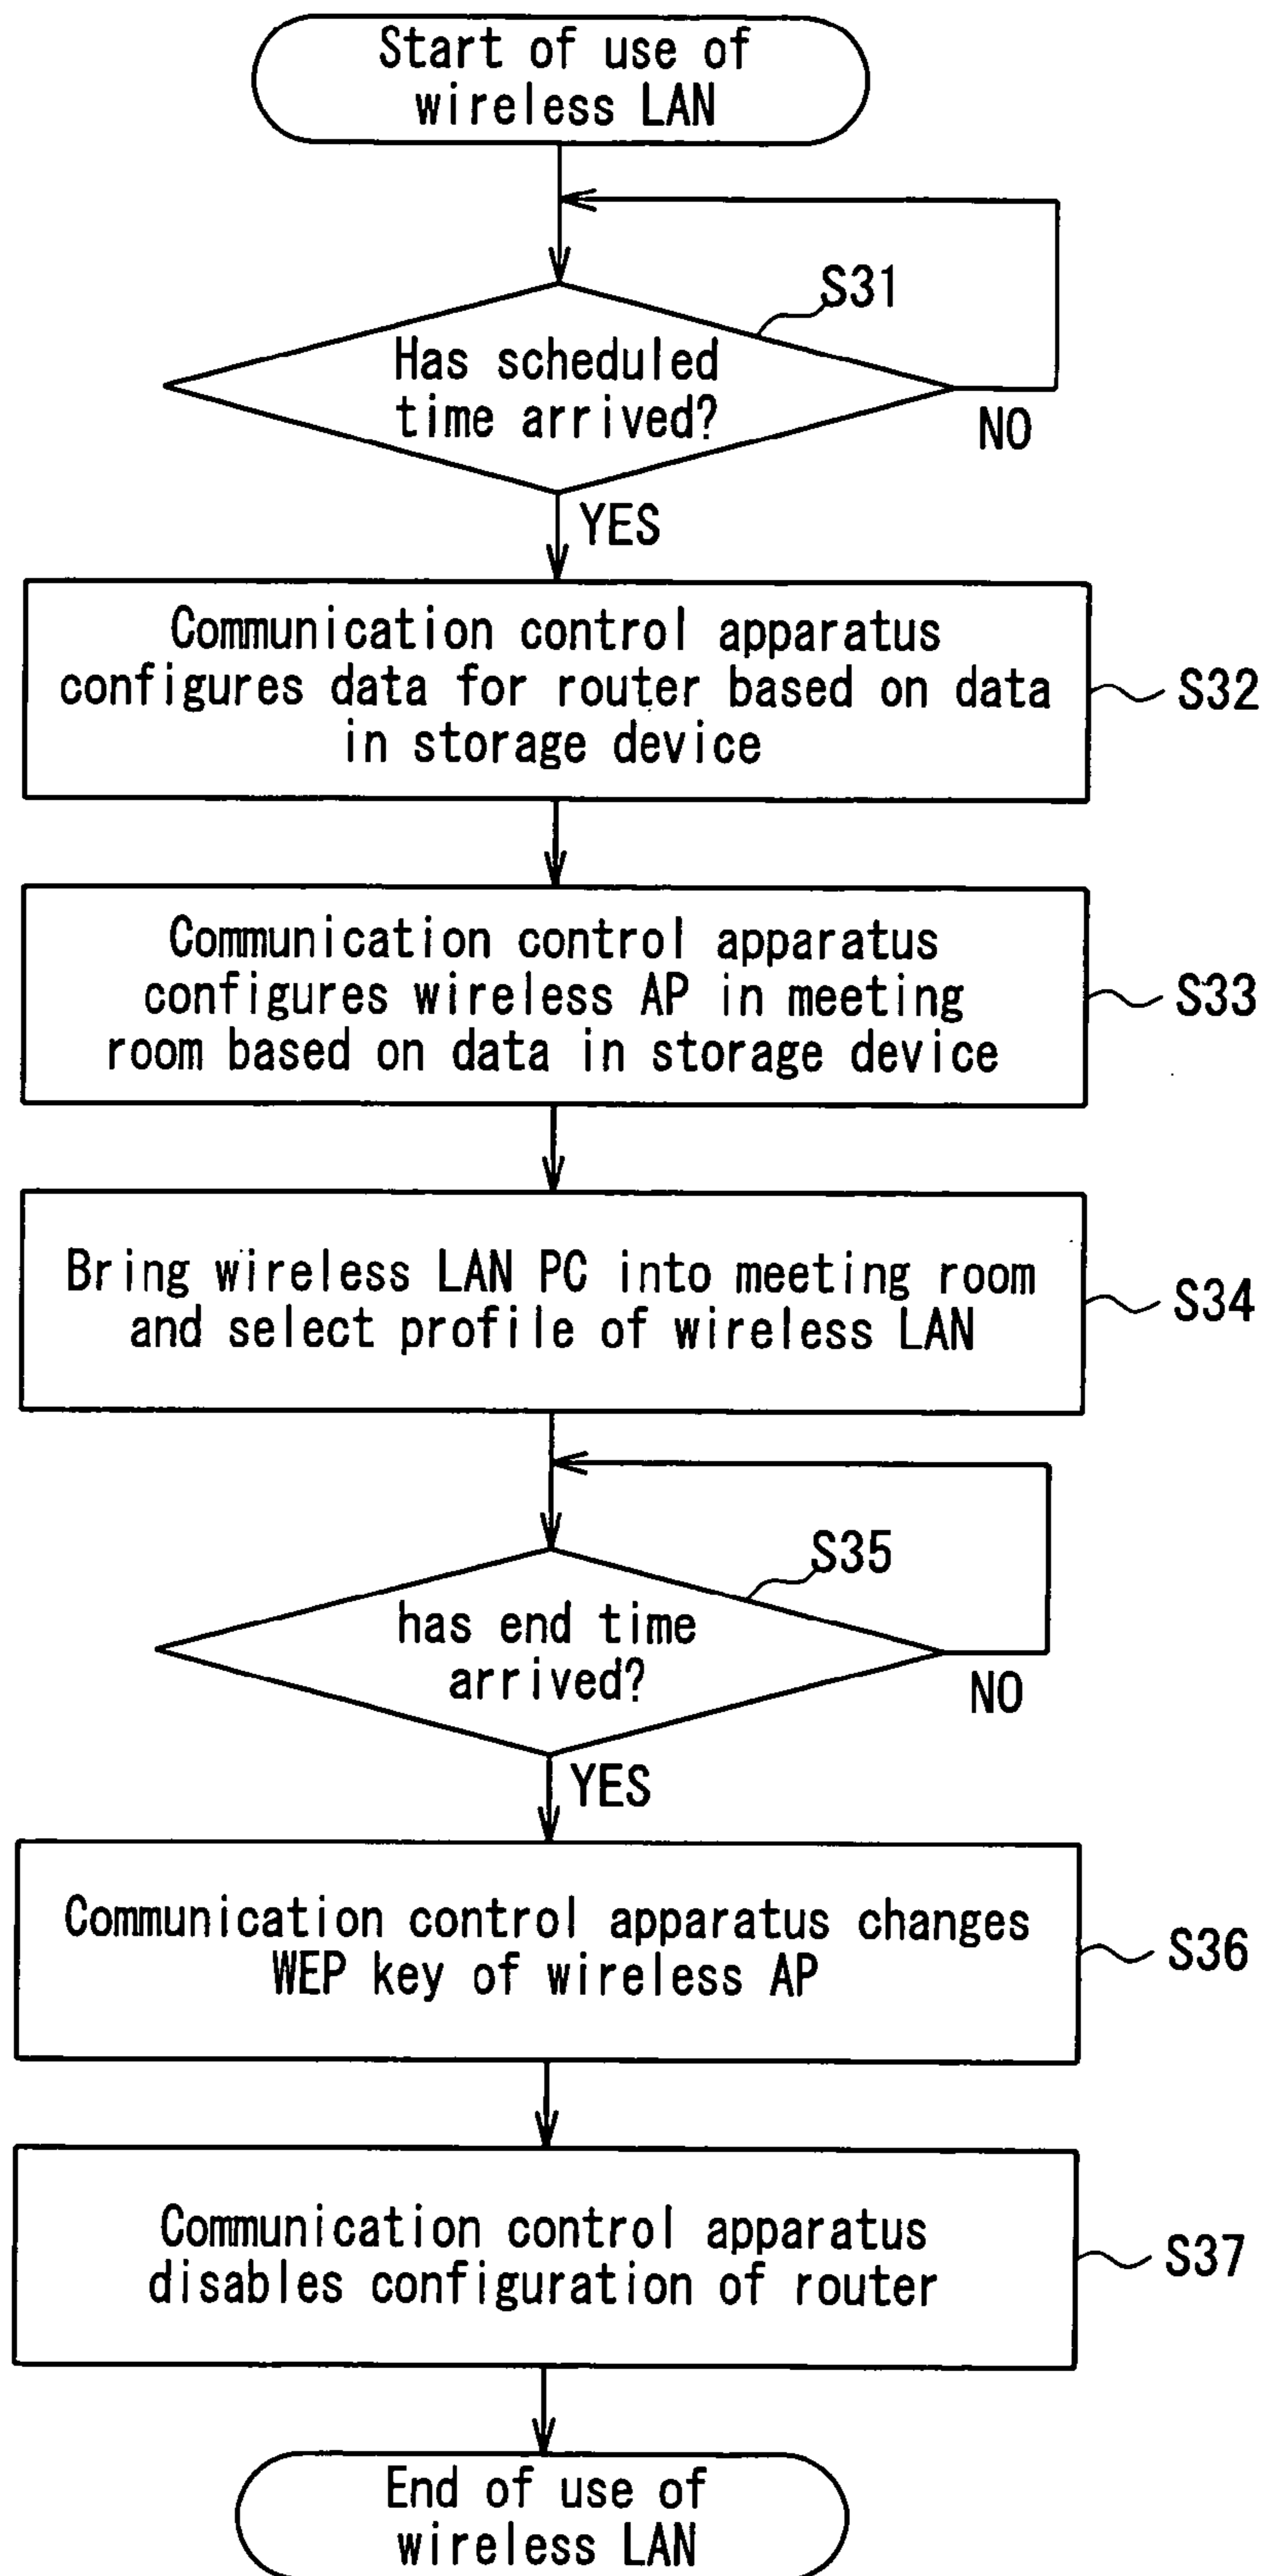 Start of use of
wireless LAN
S31
Has scheduled
time arrived?
NO
YES
Communication control apparatus
configures data for router based on data
in storage device
S32
Communication control apparatus
configures wireless AP in meeting
room based on data in storage device
S33
Bring wireless LAN PC into meeting room
and select profile of wireless LAN
S34
S35
has end time
arrived?
NO
YES
Communication control apparatus changes
WEP key of wireless AP
S36
Communication control apparatus
disables configuration of router
S37
End of use of
wireless LAN